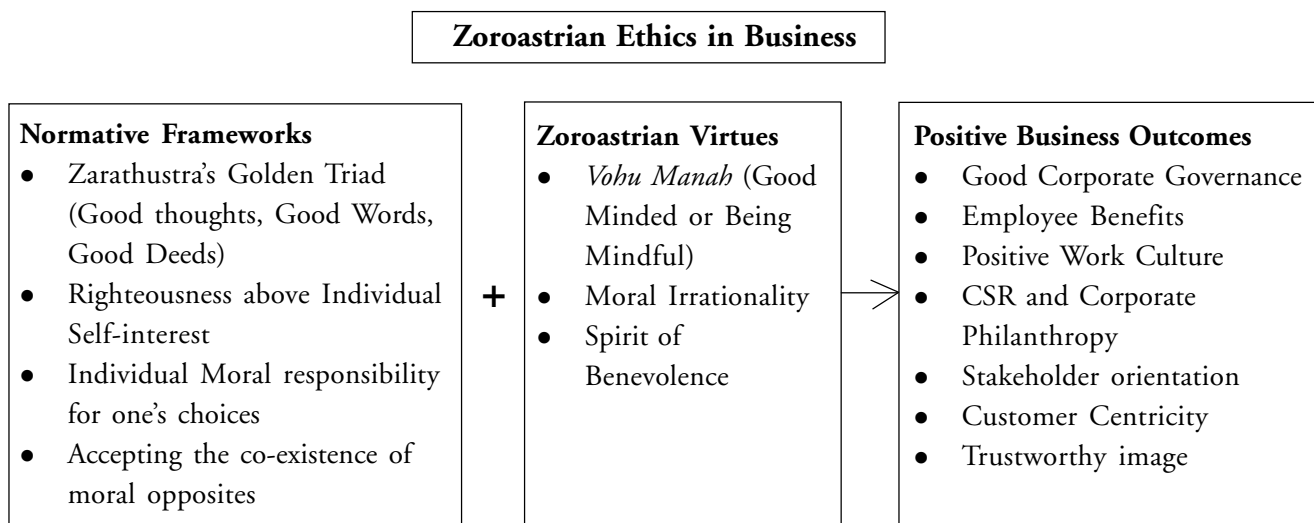 Zoroastrian Ethics in Business
Normative Frameworks
● Zarathustra's Golden Triad
(Good thoughts, Good Words,
Good Deeds)
● Righteousness above Individual
Self-interest
● Individual Moral responsibility
for one's choices
● Accepting the co-existence of
moral opposites
+
Zoroastrian Virtues
● Vohu Manah (Good
Minded or Being
Mindful)
● Moral Irrationality
● Spirit of
Benevolence
Positive Business Outcomes
● Good Corporate Governance
● Employee Benefits
● Positive Work Culture
● CSR and Corporate
Philanthropy
● Stakeholder orientation
● Customer Centricity
● Trustworthy image